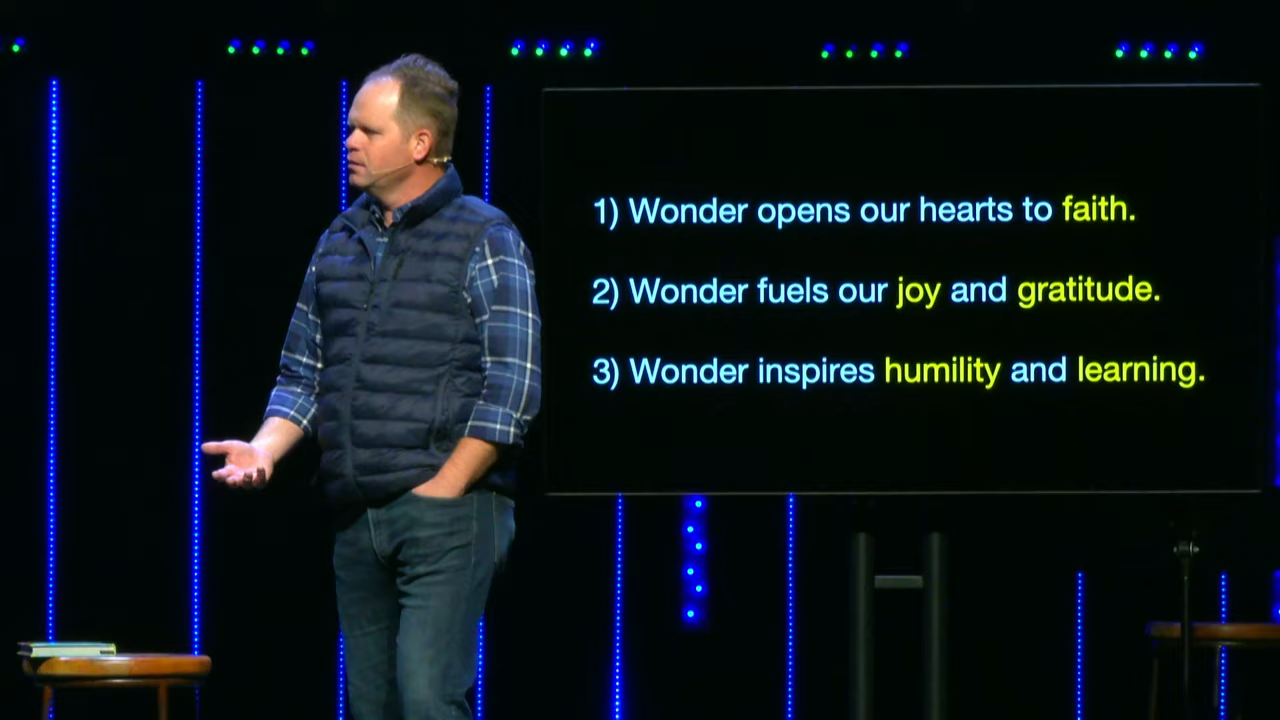 1) Wonder opens our hearts to faith.
2) Wonder fuels our joy and gratitude.
3) Wonder inspires humility and learning.